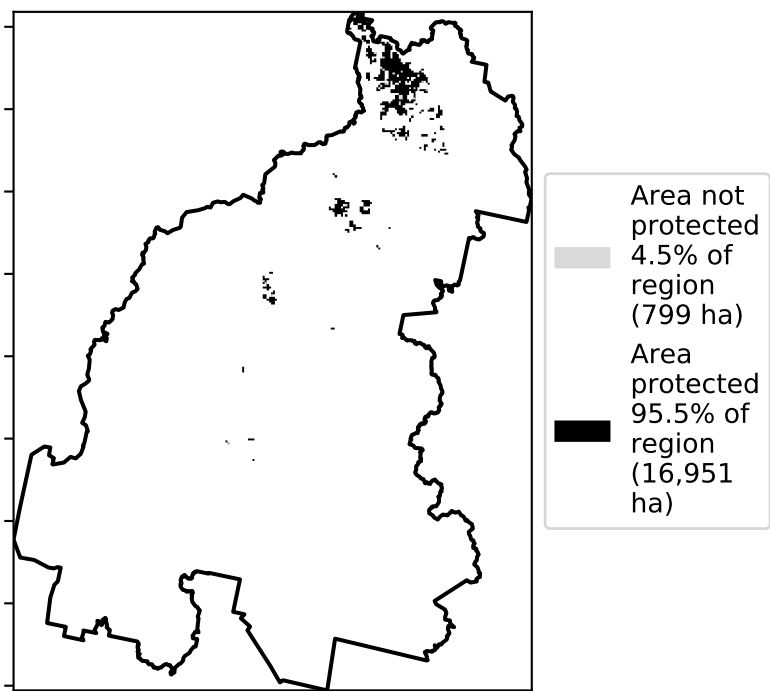 Area not
protected
4.5% of
region
(799 ha)
Area
protected
95.5% of
region
(16,951
ha)